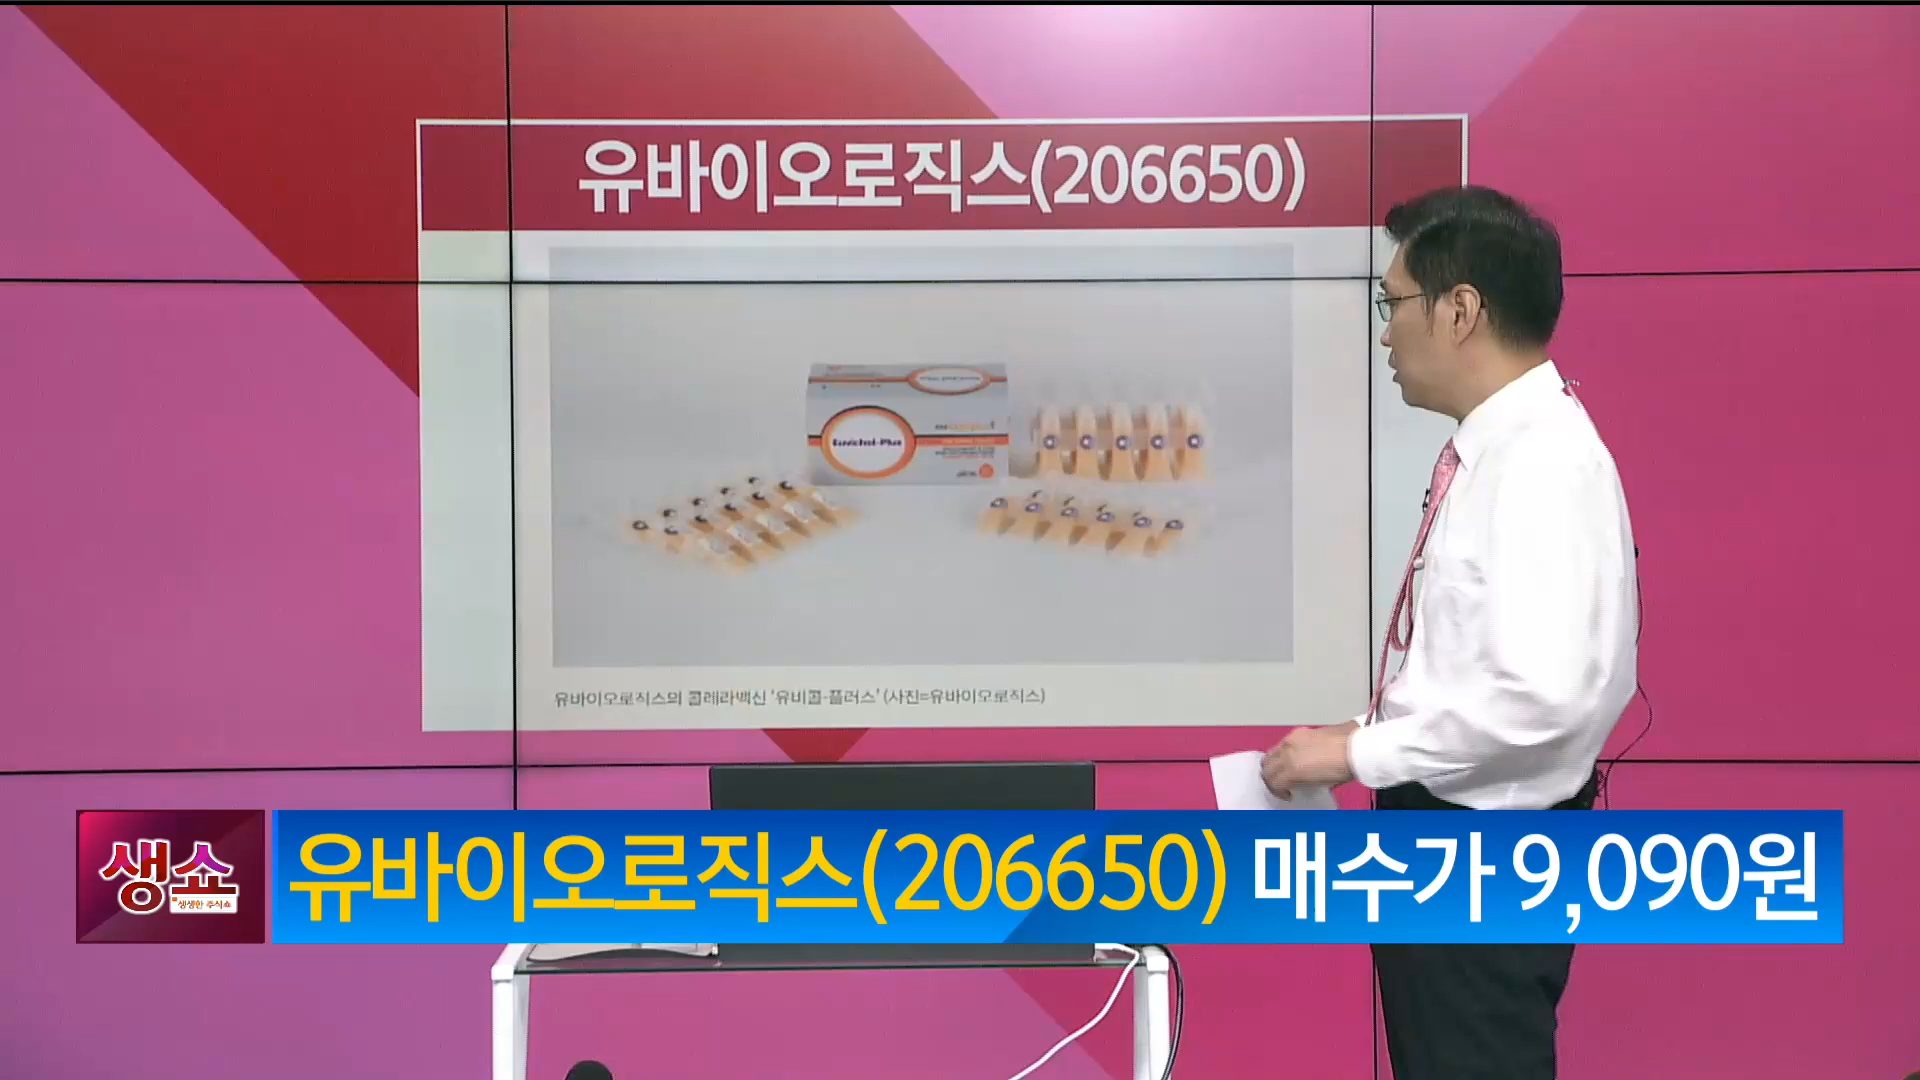 유바이오로직스(206650)
Euvichol-Plus
유바이오로직스의 콜레라백신 '유비콜-플러스' (사진=유바이오로직스)
생쇼
생생한 주식쇼
유바이오로직스(206650) 매수가 9,090원